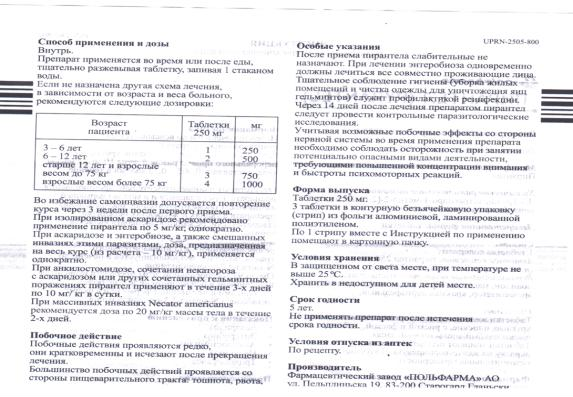 Способ применения и дозы
Внутрь.
Препарат применяется во время или после еды,
тщательно разжевывая таблетку, запивая 1 стаканом
воды.
Если не назначена другая схема лечения,
в зависимости от возраста и веса больного,
рекомендуются следующие дозировки:
Возраст пациента Таблетки 250 мг мг
3 – 6 лет 1 250
6 – 12 лет 2 500
старше 12 лет и взрослые
весом до 75 кг 3 750
взрослые весом более 75 кг 4 1000
Во избежание самоинвазии допускается повторение
курса через 3 недели после первого приема.
При изолированном аскаридозе рекомендовано
применение пирантела по 5 мг/кг, однократно.
При аскаридозе и энтеробиозе, а также смешанных
инвазиях этими паразитами, доза, предназначенная
на весь курс (из расчета – 10 мг/кг), применяется
однократно.
При анкилостомидозе, сочетании некатороза
с аскаридозом или других сочетанных гельминтных
поражениях пирантел применяют в течение 3-х дней
по 10 мг/ кг в сутки.
При массивных инвазиях Necator americanus
рекомендуется доза по 20 мг/кг массы тела в течение
2-х дней.
Побочное действие
Побочные действия проявляются редко,
они кратковременны и исчезают после прекращения
лечения.
Большинство побочных действий проявляется со
стороны пищеварительного тракта: тошнота, рвота,
UPRN-2505-800
Особые указания
После приема пирантела слабительные не
назначают. При лечении энтеробиоза одновременно
должны лечиться все совместно проживающие лица.
Тщательное соблюдение гигиены (уборка жилых
помещений и чистка одежды для уничтожения яиц
гельминтов) служит профилактикой реинфекции.
Через 14 дней после лечения препаратом пирантел
следует провести контрольные паразитологические
исследования.
Учитывая возможные побочные эффекты со стороны
нервной системы во время применения препарата
необходимо соблюдать осторожность при занятии
потенциально опасными видами деятельности,
требующими повышенной концентрации внимания
и быстроты психомоторных реакций.
Форма выпуска
Таблетки 250 мг.
3 таблетки в контурную безъячейковую упаковку
(стрип) из фольги алюминиевой, ламинированной
полиэтиленом.
По 1 стрипу вместе с Инструкцией по применению
помещают в картонную пачку.
Условия хранения
В защищенном от света месте, при температуре не
выше 25°С.
Хранить в недоступном для детей месте.
Срок годности
5 лет.
Не применять препарат после истечения
срока годности.
Условия отпуска из аптек
По рецепту.
Производитель
Фармацевтический завод «ПОЛЬФАРМА» АО
ул. Пельплиньска 19, 83-200 Старогард Гданьски